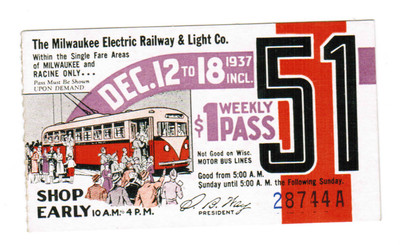 The Milwaukee Electric Railway & Light Co.
Within the Single Fare Areas
of MILWAUKEE and
RACINE ONLY...
Pass Must Be Shown
UPON DEMAND.
DEC. 12 TO 18 1937 INCL.
$1 WEEKLY PASS
51
Not Good on Wisc.
MOTOR BUS LINES
Good from 5:00 A.M.
Sunday until 5:00 A.M. the Following Sunday.
SHOP
EARLY 10 A.M. - 4 P.M.
PRESIDENT
28744A